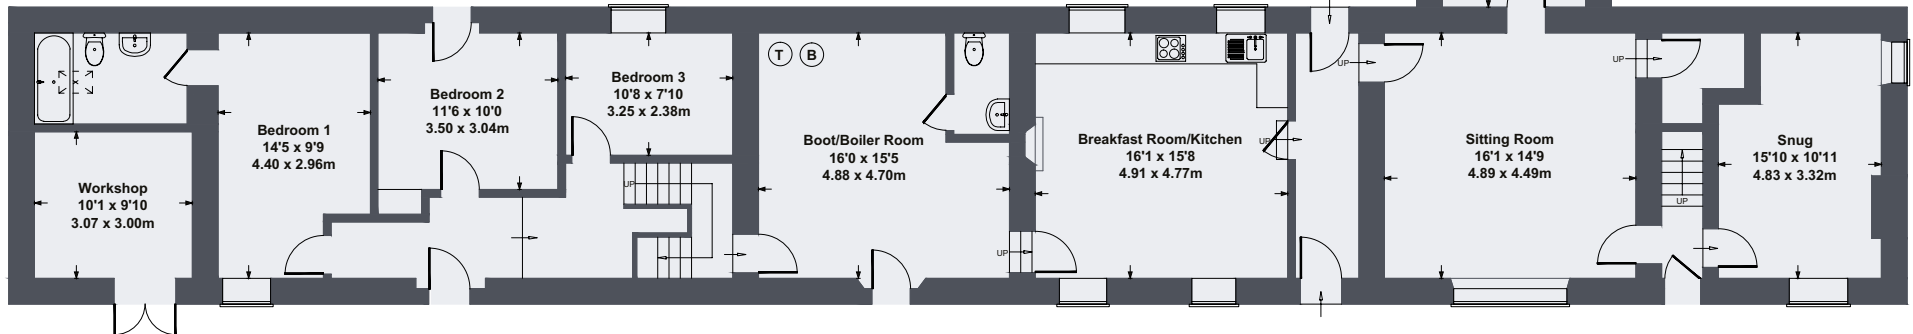 Workshop
10'1 x 9'10
3.07 x 3.00m
Bedroom 1
14'5 x 9'9
4.40 x 2.96m
Bedroom 2
11'6 x 10'0
3.50 x 3.04m
Bedroom 3
10'8 x 7'10
3.25 x 2.38m
UP
T B
Boot/Boiler Room
16'0 x 15'5
4.88 x 4.70m
UP
Breakfast Room/Kitchen
16'1 x 15'8
4.91 x 4.77m
UP
UP
Sitting Room
16'1 x 14'9
4.89 x 4.49m
UP
UP
Snug
15'10 x 10'11
4.83 x 3.32m